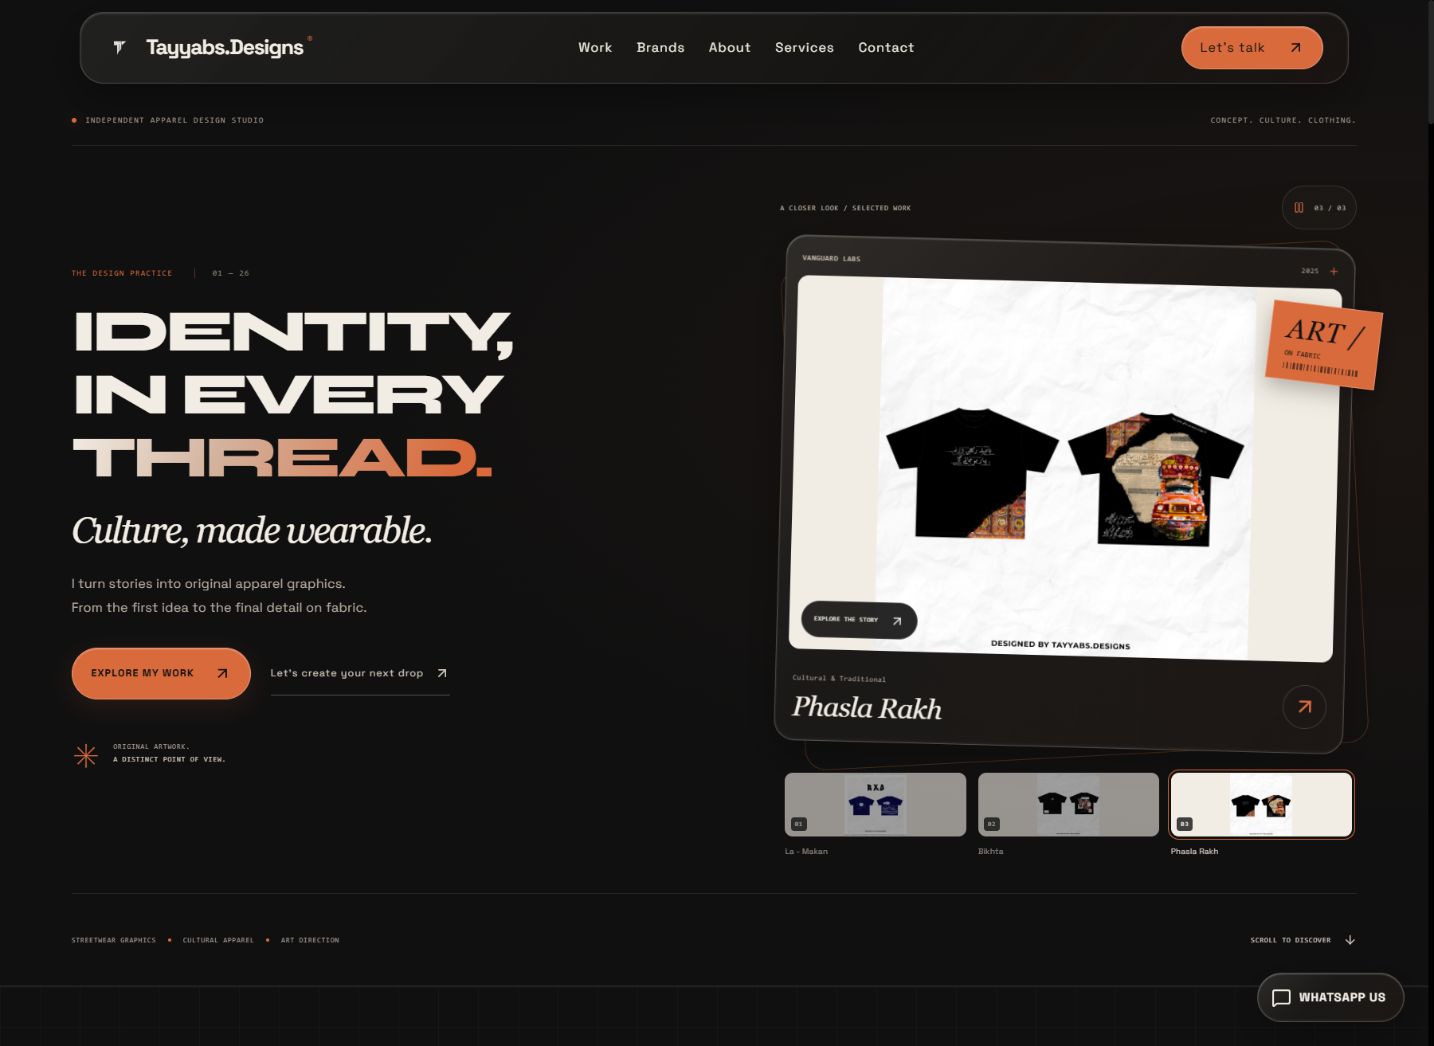 Tayyabs.Designs
Work
Brands
About
Services
Contact
Let's talk
INDEPENDENT APPAREL DESIGN STUDIO
CONCEPT. CULTURE. CLOTHING.
THE DESIGN PRACTICE
01 — 26
IDENTITY,
IN EVERY
THREAD.
Culture, made wearable.
I turn stories into original apparel graphics.
From the first idea to the final detail on fabric.
EXPLORE MY WORK
Let's create your next drop
ORIGINAL ARTWORK.
A DISTINCT POINT OF VIEW.
A CLOSER LOOK / SELECTED WORK
03 / 03
VANGUARD LABS
2025
ART /
ON FABRIC
EXPLORE THE STORY
DESIGNED BY TAYYABS.DESIGNS
Cultural & Traditional
Phasla Rakh
01
02
03
La - Makan
Bikhta
Phasla Rakh
STREETWEAR GRAPHICS
CULTURAL APPAREL
ART DIRECTION
SCROLL TO DISCOVER
WHATSAPP US